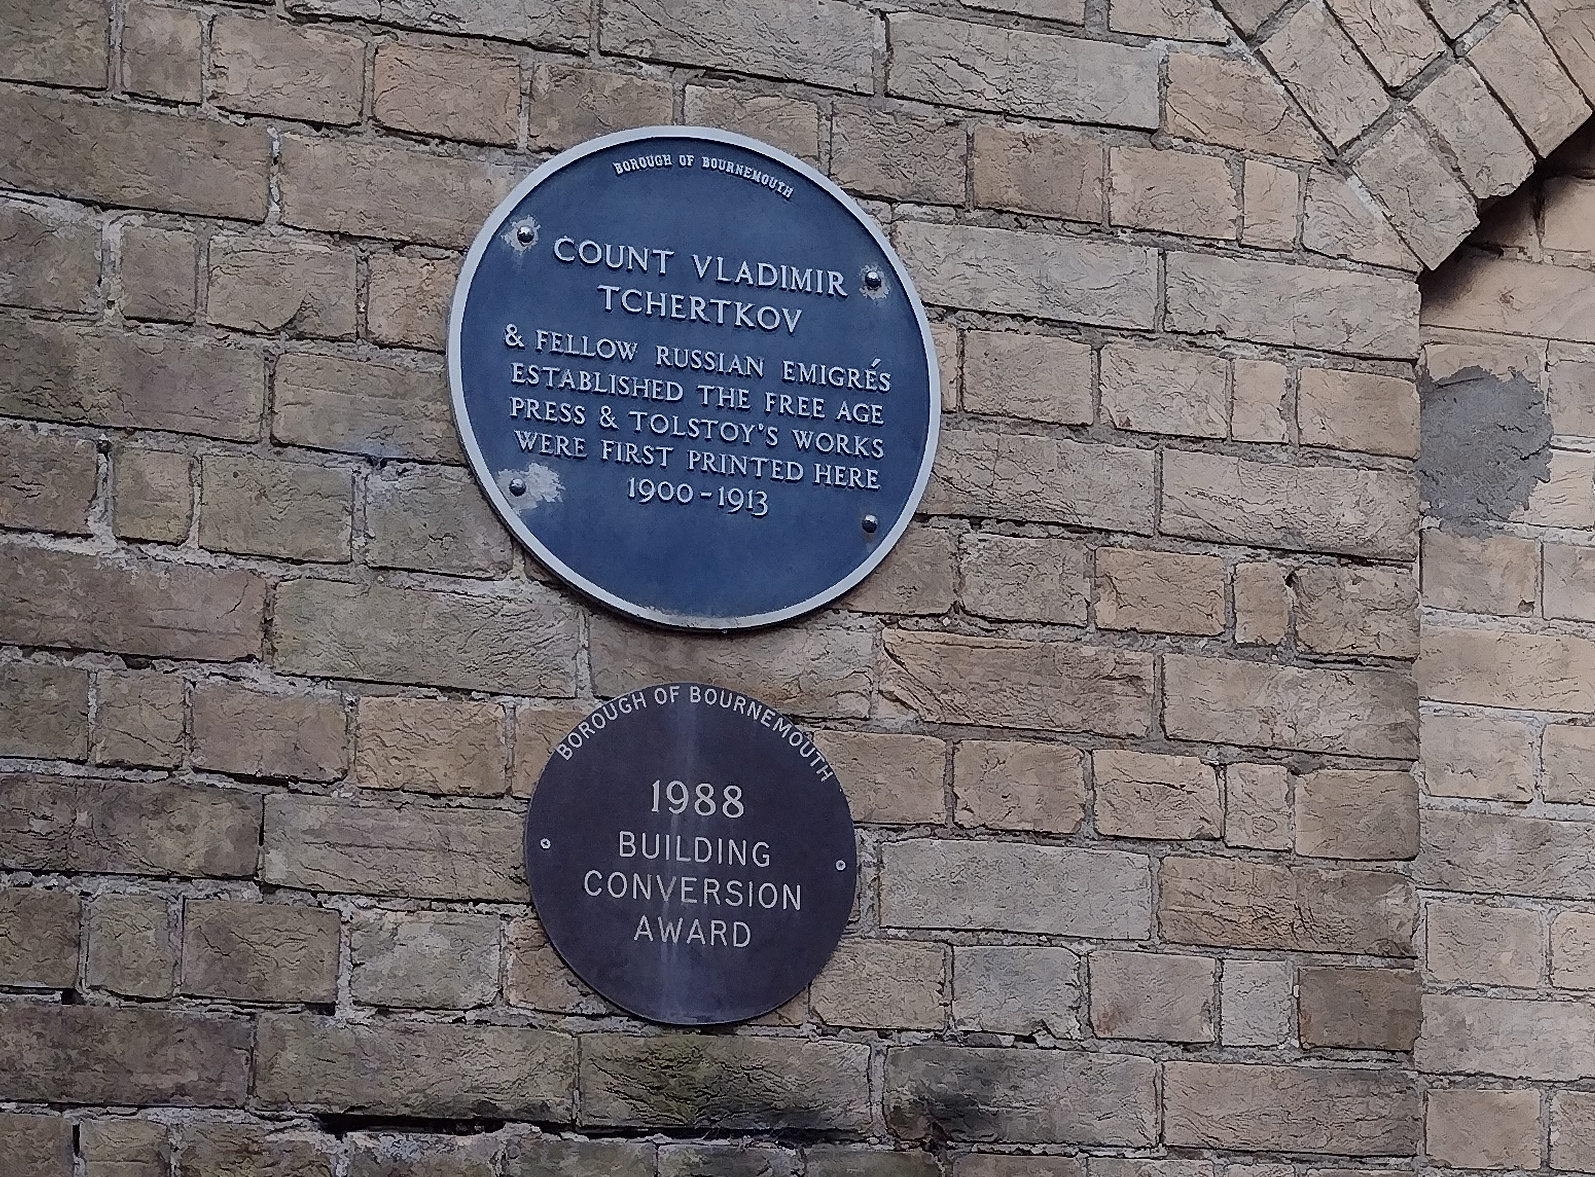 BOROUGH OF BOURNEMOUTH
COUNT VLADIMIR
TCHERTKOV
& FELLOW RUSSIAN EMIGRÉS
ESTABLISHED THE FREE AGE
PRESS & TOLSTOY'S WORKS
WERE FIRST PRINTED HERE
1900-1913
BOROUGH OF BOURNEMOUTH
1988
BUILDING
CONVERSION
AWARD